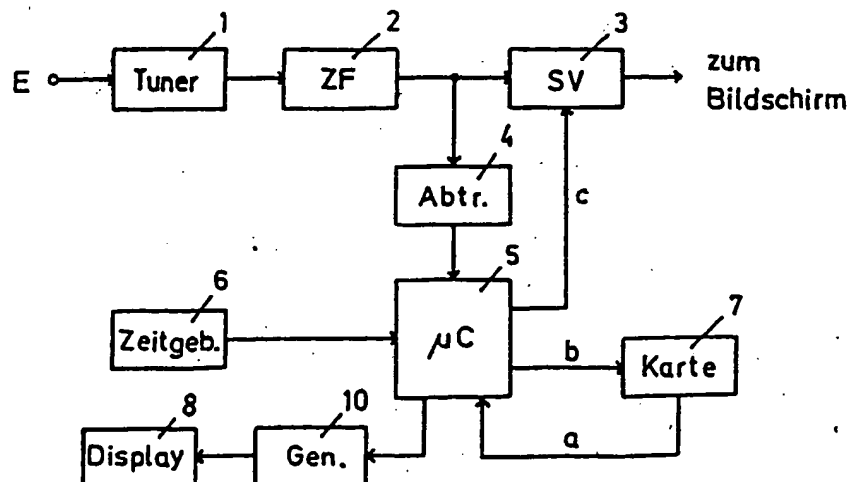 1
2
3
E
Tuner
ZF
SV
zum
Bildschirm
4
Abtr.
c
5
6
Zeitgeb.
µC
7
b
Karte
8
10
a
Display
Gen.